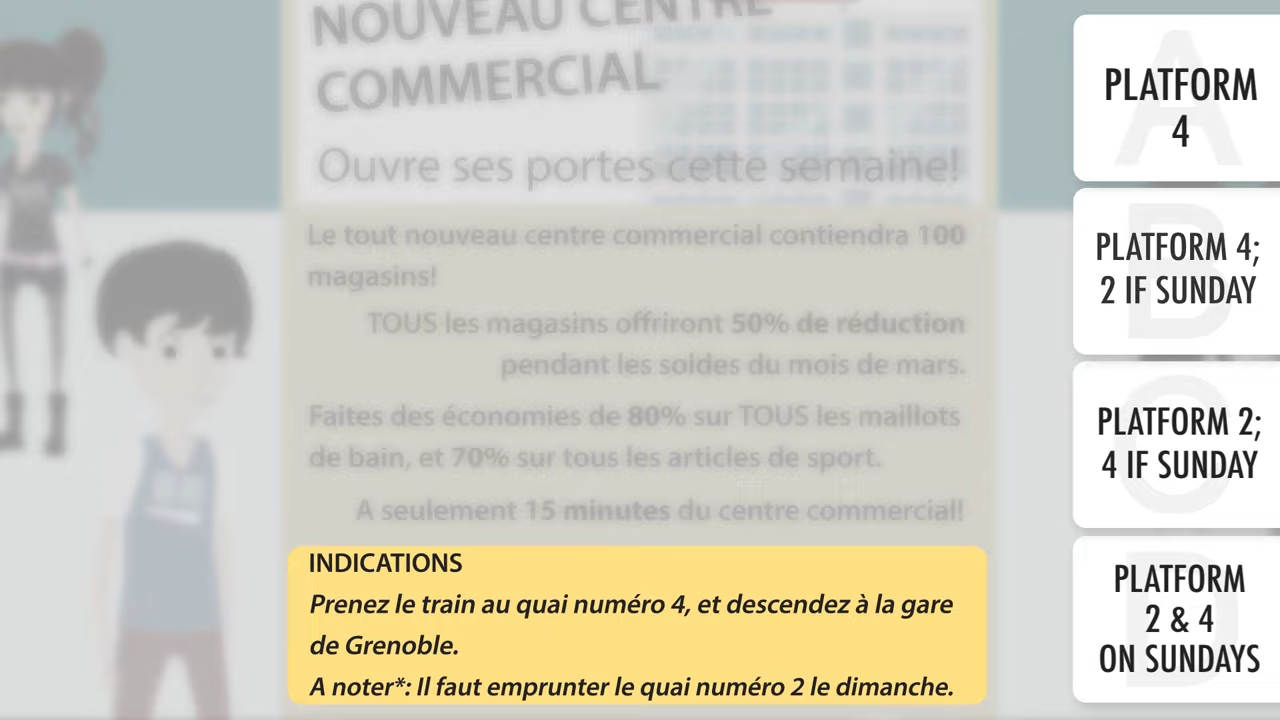 NOUVEAU CENTRE
COMMERCIAL
Ouvre ses portes cette semaine!
Le tout nouveau centre commercial contiendra 100
magasins!
TOUS les magasins offriront 50% de réduction
pendant les soldes du mois de mars.
Faites des économies de 80% sur TOUS les maillots
de bain, et 70% sur tous les articles de sport.
A seulement 15 minutes du centre commercial!
INDICATIONS
Prenez le train au quai numéro 4, et descendez à la gare
de Grenoble.
A noter*: Il faut emprunter le quai numéro 2 le dimanche.
A
PLATFORM
4
B
PLATFORM 4;
2 IF SUNDAY
C
PLATFORM 2;
4 IF SUNDAY
D
PLATFORM
2 & 4
ON SUNDAYS